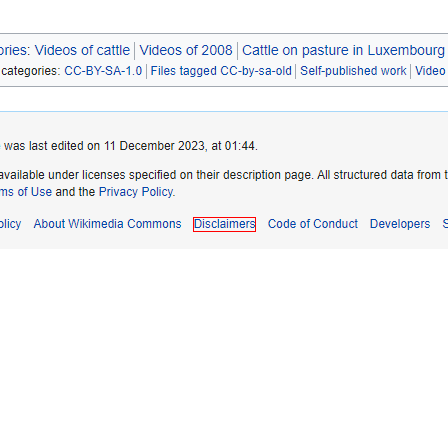 ories: Videos of cattle | Videos of 2008 | Cattle on pasture in Luxembourg
categories: CC-BY-SA-1.0 | Files tagged CC-by-sa-old | Self-published work | Video
was last edited on 11 December 2023, at 01:44.
available under licenses specified on their description page. All structured data from t
ms of Use and the Privacy Policy.
olicy About Wikimedia Commons Disclaimers Code of Conduct Developers S